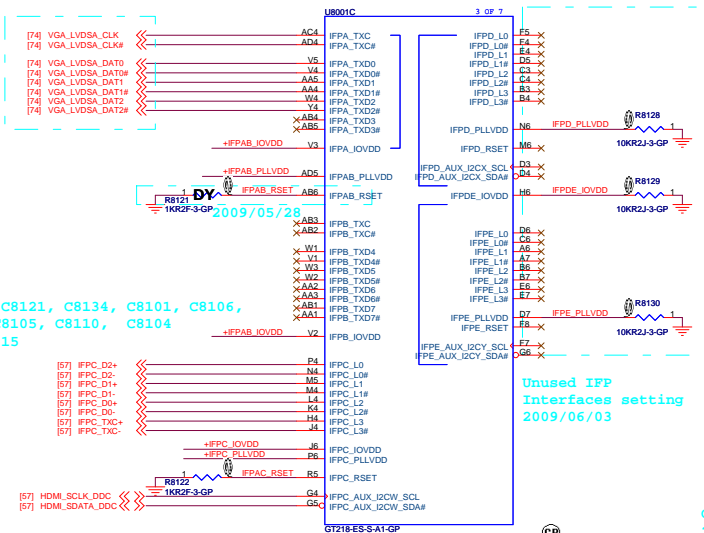 U8001C
3 OF 7
[74] VGA_LVDSA_CLK AC4 IFPA_TXC
[74] VGA_LVDSA_CLK# AD4 IFPA_TXC#
[74] VGA_LVDSA_DAT0 V5 IFPA_TXD0
[74] VGA_LVDSA_DAT0# V4 IFPA_TXD0#
[74] VGA_LVDSA_DAT1 AA5 IFPA_TXD1
[74] VGA_LVDSA_DAT1# AA4 IFPA_TXD1#
[74] VGA_LVDSA_DAT2 W4 IFPA_TXD2
[74] VGA_LVDSA_DAT2# Y4 IFPA_TXD2#
AB4 IFPA_TXD3
AB5 IFPA_TXD3#
+IFPAB_IOVDD V3 IFPA_IOVDD
+IFPAB_PLLVDD AD5 IFPAB_PLLVDD
R8121 1 DY IFPAB_RSET AB6 IFPAB_RSET
1KR2F-3-GP
2009/05/28
AB3 IFPB_TXC
AB2 IFPB_TXC#
W1 IFPB_TXD4
V1 IFPB_TXD4#
W3 IFPB_TXD5
W2 IFPB_TXD5#
AA2 IFPB_TXD6
AA3 IFPB_TXD6#
AB1 IFPB_TXD7
AA1 IFPB_TXD7#
C8121, C8134, C8101, C8106,
8105, C8110, C8104
15
+IFPAB_IOVDD V2 IFPB_IOVDD
[57] IFPC_D2+ P4 IFPC_L0
[57] IFPC_D2- N4 IFPC_L0#
[57] IFPC_D1+ M5 IFPC_L1
[57] IFPC_D1- M4 IFPC_L1#
[57] IFPC_D0+ L4 IFPC_L2
[57] IFPC_D0- K4 IFPC_L2#
[57] IFPC_TXC+ H4 IFPC_L3
[57] IFPC_TXC- J4 IFPC_L3#
+IFPC_IOVDD J6 IFPC_IOVDD
+IFPC_PLLVDD P6 IFPC_PLLVDD
R8122 1 IFPAC_RSET R5 IFPC_RSET
1KR2F-3-GP
[57] HDMI_SCLK_DDC G4 IFPC_AUX_I2CW_SCL
[57] HDMI_SDATA_DDC G5 IFPC_AUX_I2CW_SDA#
GT218-ES-S-A1-GP
IFPD_L0 F5
IFPD_L0# F4
IFPD_L1 E4
IFPD_L1# D5
IFPD_L2 C3
IFPD_L2# C4
IFPD_L3 B3
IFPD_L3# B4
IFPD_PLLVDD N6 IFPD_PLLVDD R8128 1
10KR2J-3-GP
IFPD_RSET M6
IFPD_AUX_I2CX_SCL D3
IFPD_AUX_I2CX_SDA# D4
IFPDE_IOVDD H6 IFPDE_IOVDD R8129 1
10KR2J-3-GP
IFPE_L0 D6
IFPE_L0# C6
IFPE_L1 A6
IFPE_L1# A7
IFPE_L2 B6
IFPE_L2# B7
IFPE_L3 E6
IFPE_L3# E7
IFPE_PLLVDD D7 IFPE_PLLVDD R8130 1
10KR2J-3-GP
IFPE_RSET F8
IFPE_AUX_I2CY_SCL F7
IFPE_AUX_I2CY_SDA# G6
Unused IFP
Interfaces setting
2009/06/03